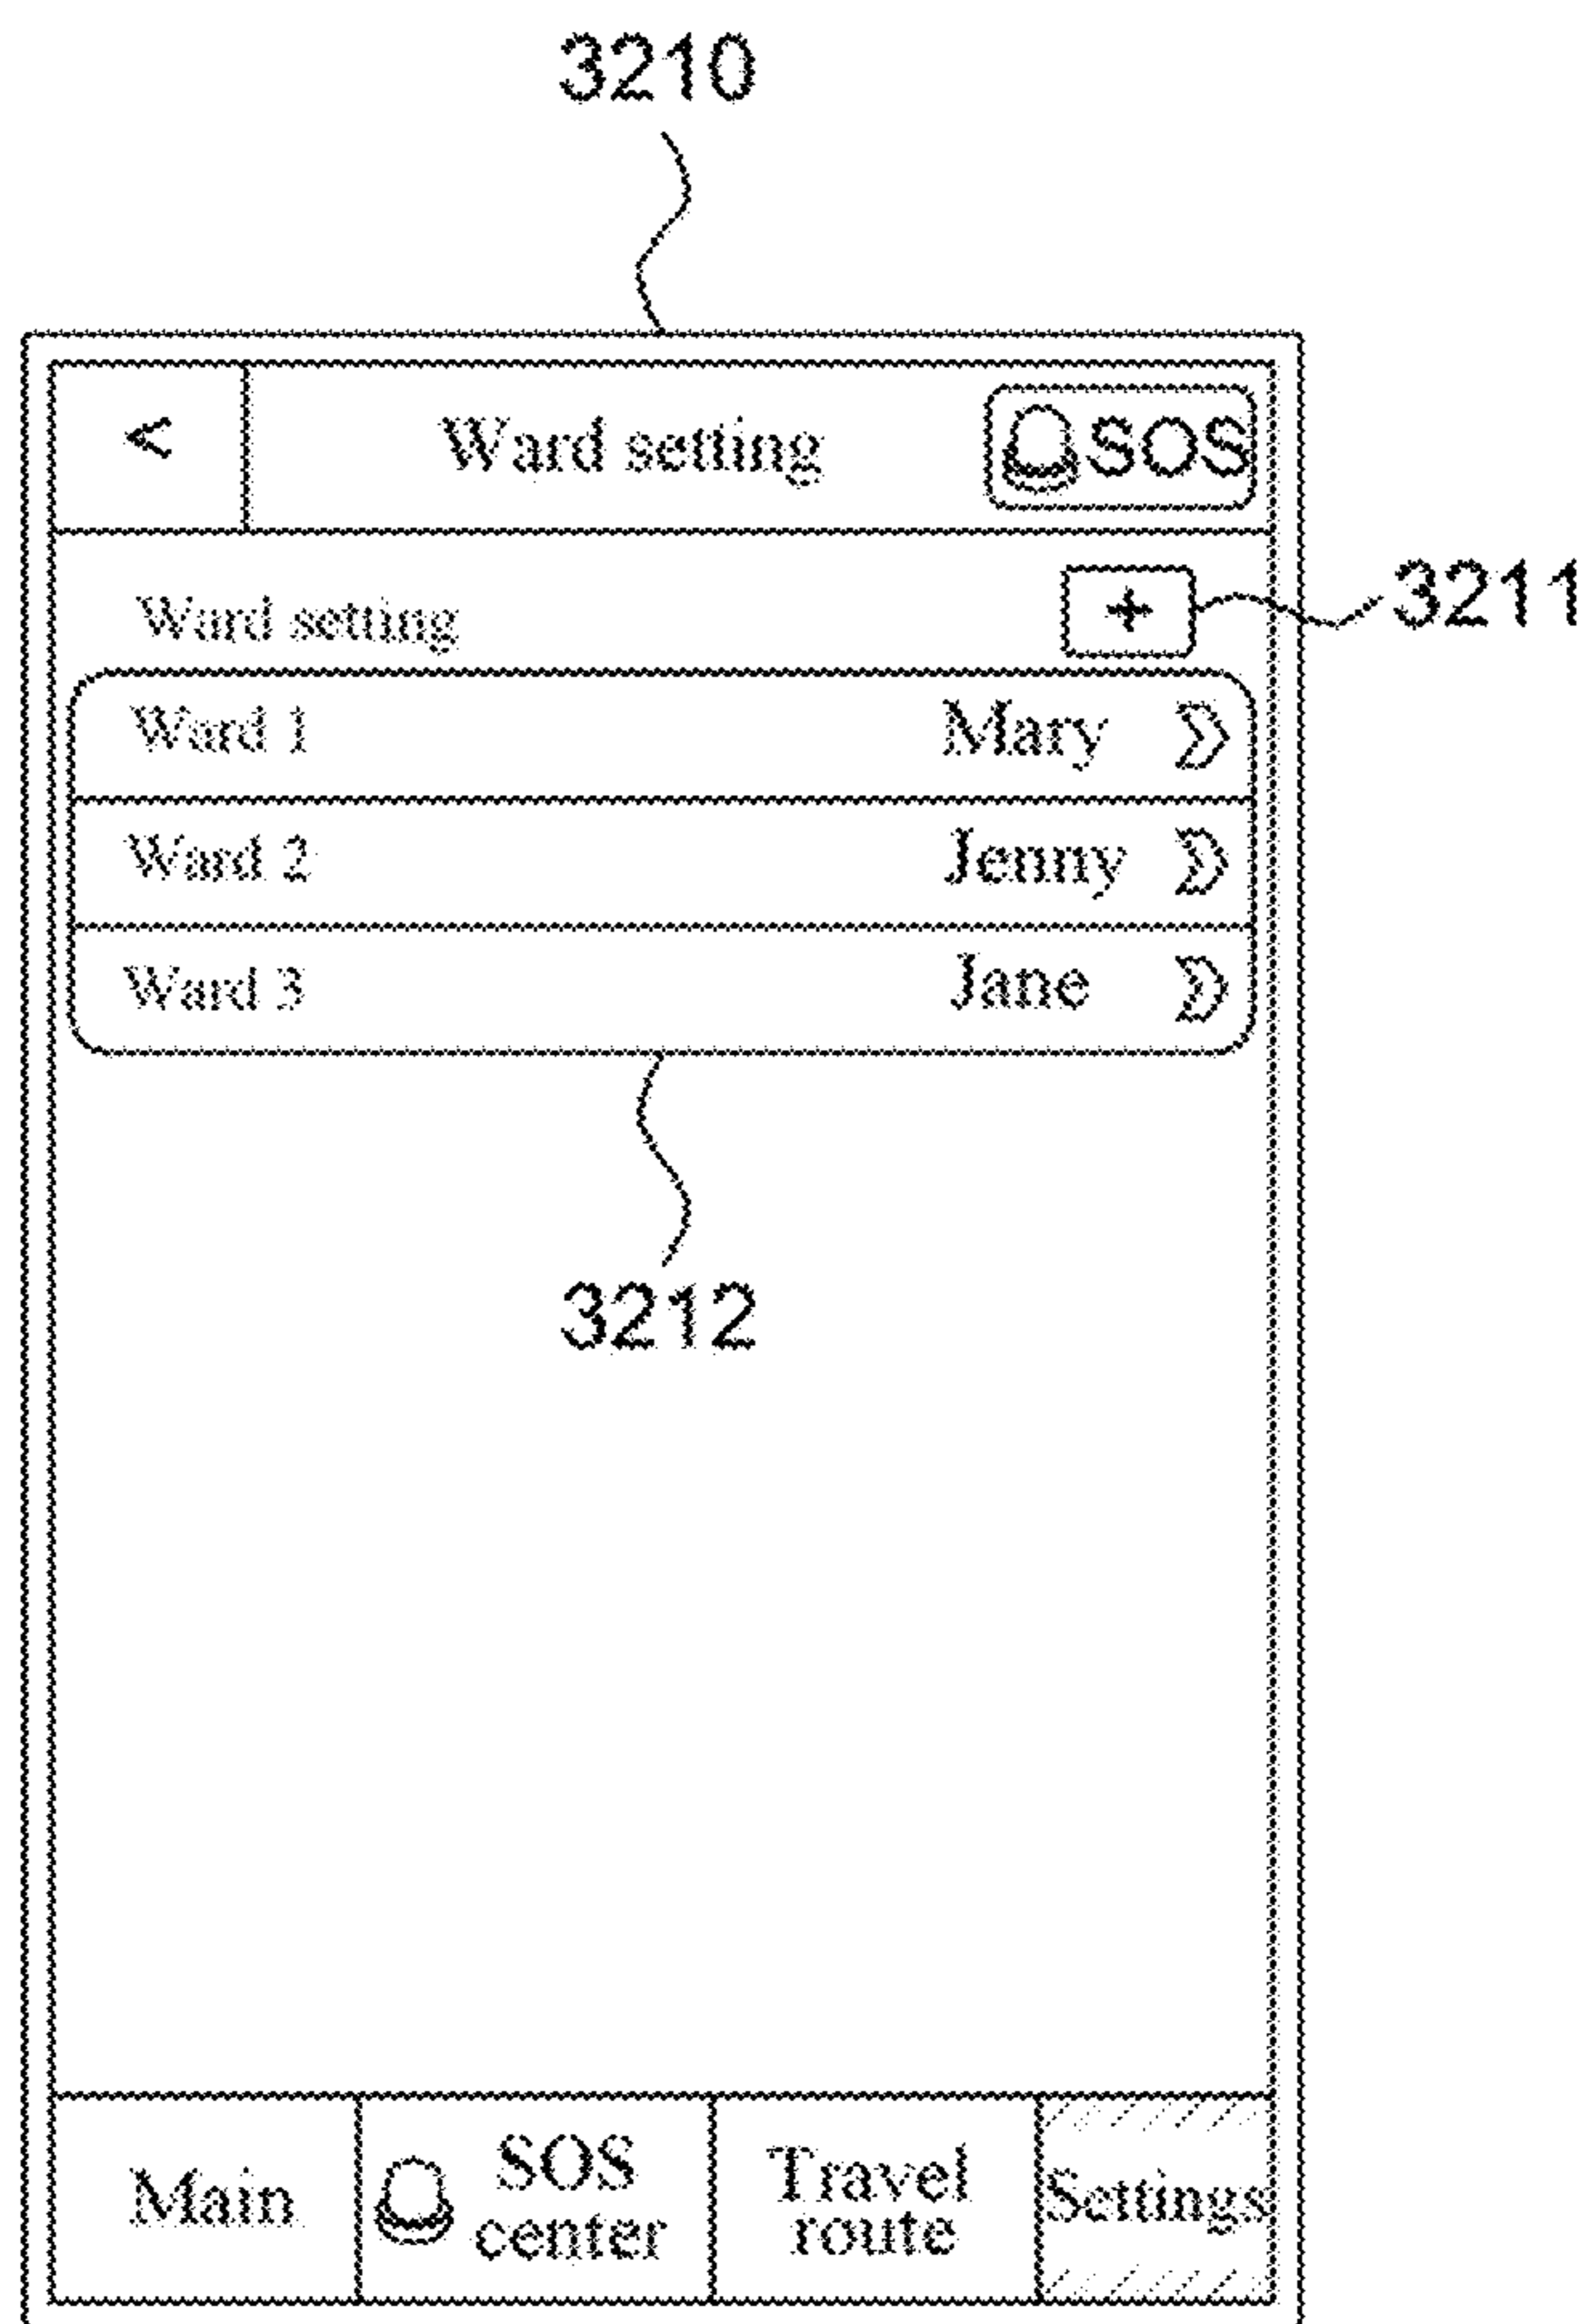 3210
< Ward setting SOS
Ward setting + 3211
Ward 1 Mary
Ward 2 Jenny
Ward 3 Jane
3212
Main
SOS
center
Travel
route
Settings